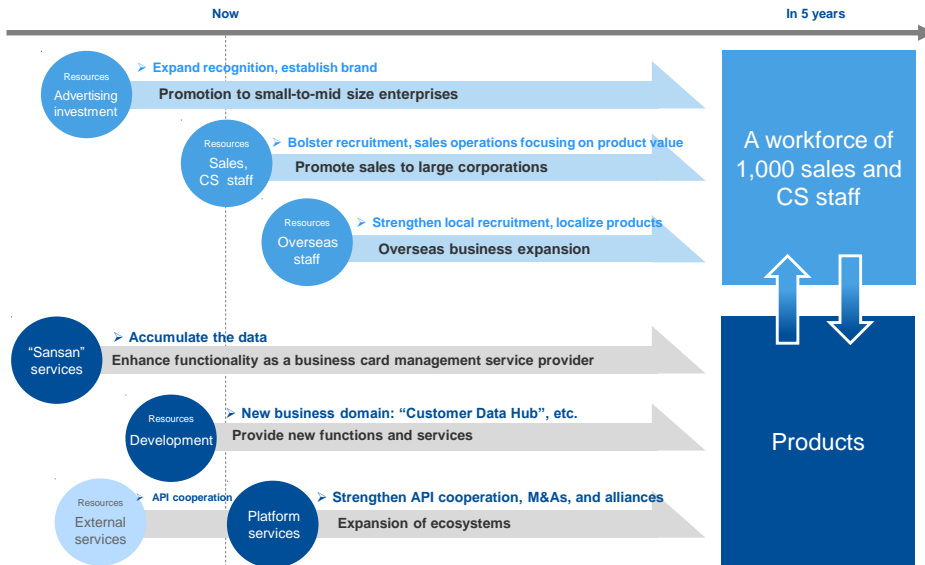 Now
In 5 years
Resources
Advertising
investment
➢ Expand recognition, establish brand
Promotion to small-to-mid size enterprises
Resources
Sales,
CS staff
➢ Bolster recruitment, sales operations focusing on product value
Promote sales to large corporations
Resources
Overseas
staff
➢ Strengthen local recruitment, localize products
Overseas business expansion
A workforce of
1,000 sales and
CS staff
“Sansan”
services
➢ Accumulate the data
Enhance functionality as a business card management service provider
Resources
Development
➢ New business domain: “Customer Data Hub”, etc.
Provide new functions and services
Resources
External
services
➢ API cooperation
Platform
services
➢ Strengthen API cooperation, M&As, and alliances
Expansion of ecosystems
Products